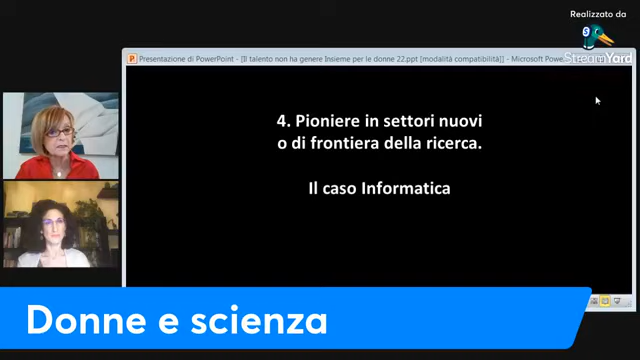 Realizzato da
StreamYard
Presentazione di PowerPoint - [Il talento non ha genere Insieme per le donne 22.ppt [modalità compatibilità]] - Microsoft Power
4. Pioniere in settori nuovi
o di frontiera della ricerca.
Il caso Informatica
Donne e scienza